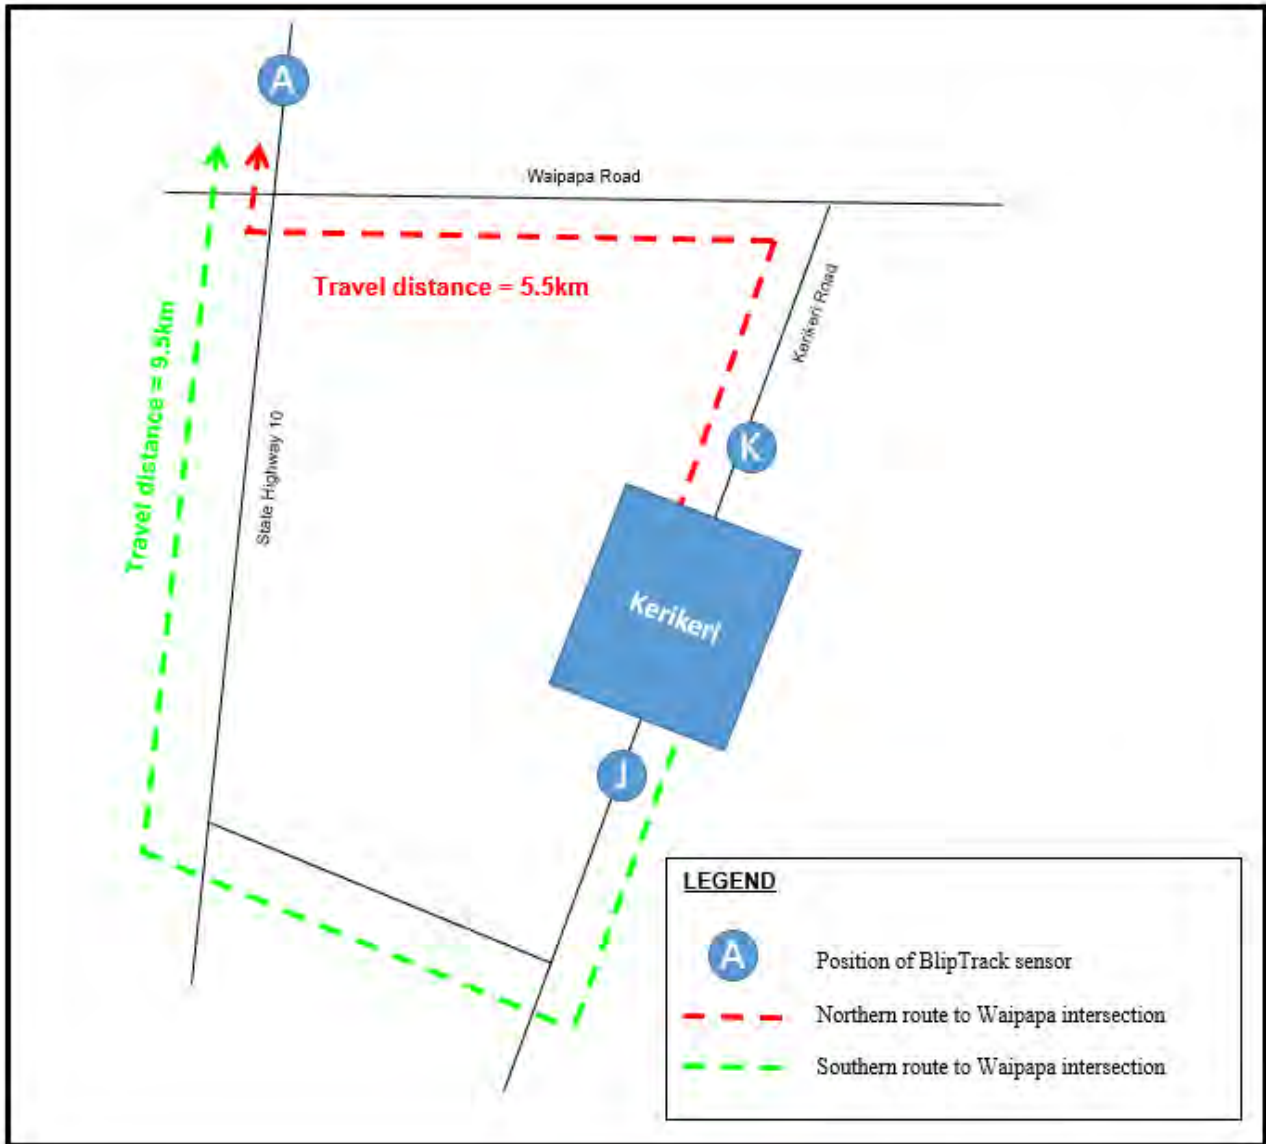 A
Waipapa Road
Travel distance = 5.5km
Kerikeri Road
Travel distance = 9.5km
State Highway 10
K
Kerikeri
J
LEGEND
A Position of BlipTrack sensor
Northern route to Waipapa intersection
Southern route to Waipapa intersection